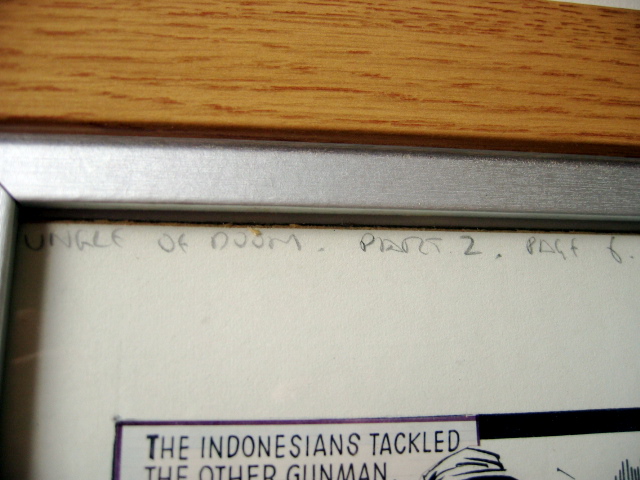 UNGLE OF DOOM. PART 2. PAGE 6.
THE INDONESIANS TACKLED
THE OTHER GUNMAN